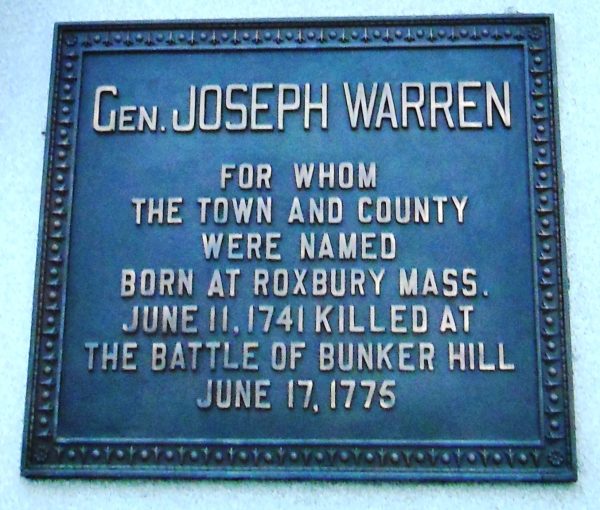 GEN. JOSEPH WARREN
FOR WHOM
THE TOWN AND COUNTY
WERE NAMED
BORN AT ROXBURY MASS.
JUNE 11, 1741 KILLED AT
THE BATTLE OF BUNKER HILL
JUNE 17, 1775